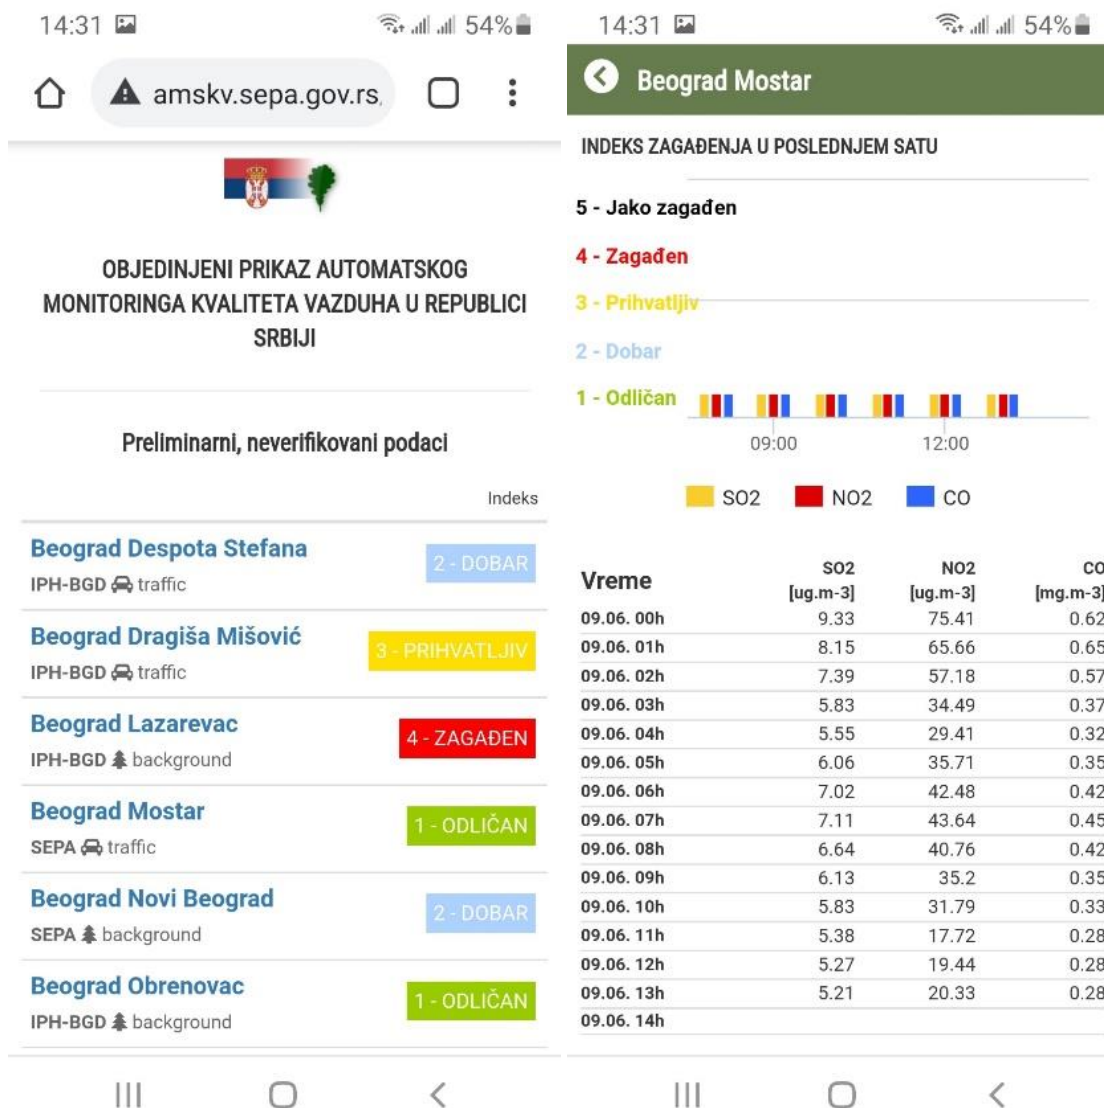 14:31 54%
amskv.sepa.gov.rs
OBJEDINJENI PRIKAZ AUTOMATSKOG
MONITORINGA KVALITETA VAZDUHA U REPUBLICI
SRBIJI
Preliminarni, neverifikovani podaci
Indeks
Beograd Despota Stefana
2 - DOBAR
IPH-BGD traffic
Beograd Dragiša Mišović
3 - PRIHVATLJIV
IPH-BGD traffic
Beograd Lazarevac
4 - ZAGAĐEN
IPH-BGD background
Beograd Mostar
1 - ODLIČAN
SEPA traffic
Beograd Novi Beograd
2 - DOBAR
SEPA background
Beograd Obrenovac
1 - ODLIČAN
IPH-BGD background
14:31 54%
Beograd Mostar
INDEKS ZAGAĐENJA U POSLEDNJEM SATU
5 - Jako zagađen
4 - Zagađen
3 - Prihvatljiv
2 - Dobar
1 - Odličan
09:00 12:00
SO2 NO2 CO
Vreme SO2 NO2 CO
[ug.m-3] [ug.m-3] [mg.m-3]
09.06. 00h 9.33 75.41 0.62
09.06. 01h 8.15 65.66 0.65
09.06. 02h 7.39 57.18 0.57
09.06. 03h 5.83 34.49 0.37
09.06. 04h 5.55 29.41 0.32
09.06. 05h 6.06 35.71 0.35
09.06. 06h 7.02 42.48 0.42
09.06. 07h 7.11 43.64 0.45
09.06. 08h 6.64 40.76 0.42
09.06. 09h 6.13 35.2 0.35
09.06. 10h 5.83 31.79 0.33
09.06. 11h 5.38 17.72 0.28
09.06. 12h 5.27 19.44 0.28
09.06. 13h 5.21 20.33 0.28
09.06. 14h